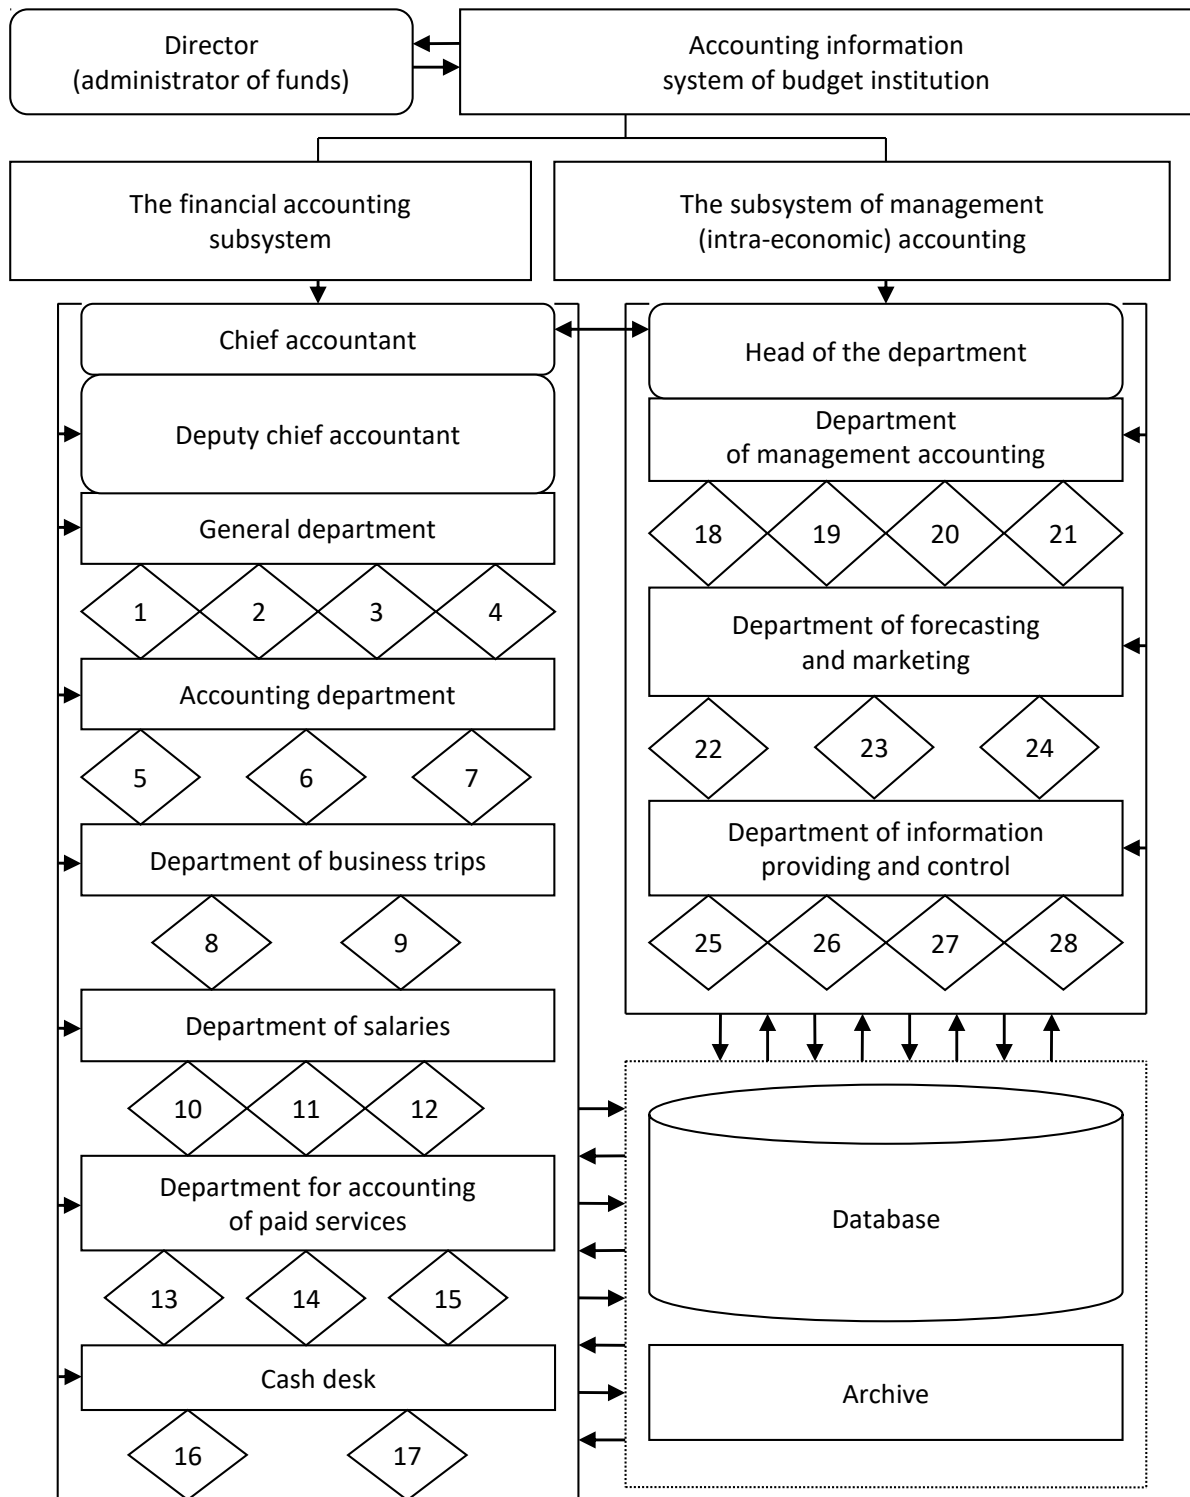 Director
(administrator of funds)
Accounting information
system of budget institution
The financial accounting
subsystem
The subsystem of management
(intra-economic) accounting
Chief accountant
Deputy chief accountant
General department
1 2 3 4
Accounting department
5 6 7
Department of business trips
8 9
Department of salaries
10 11 12
Department for accounting
of paid services
13 14 15
Cash desk
16 17
Head of the department
Department
of management accounting
18 19 20 21
Department of forecasting
and marketing
22 23 24
Department of information
providing and control
25 26 27 28
Database
Archive